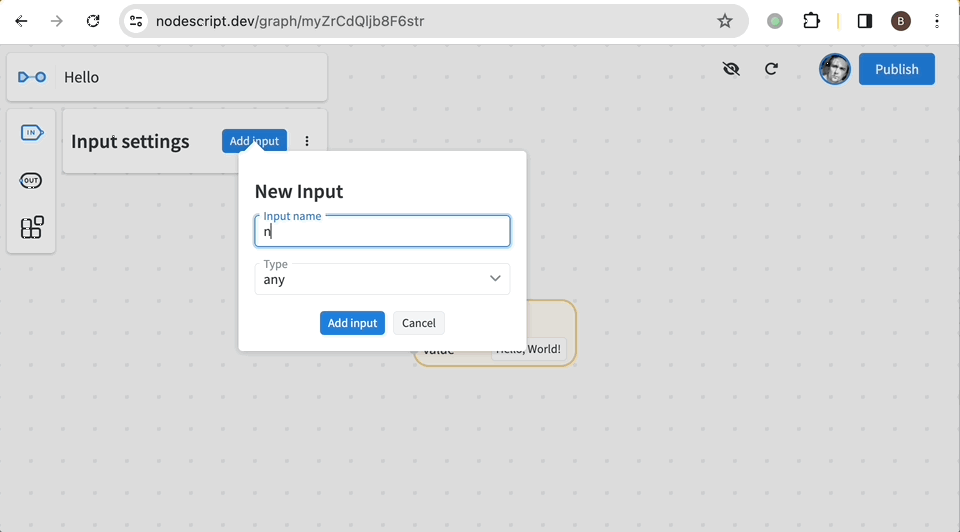 nodescript.dev/graph/myZrCdQljb8F6str
B
Hello
Publish
IN
Input settings
Add input
OUT
New Input
Input name
n
Type
any
Add input
Cancel
value
Hello, World!